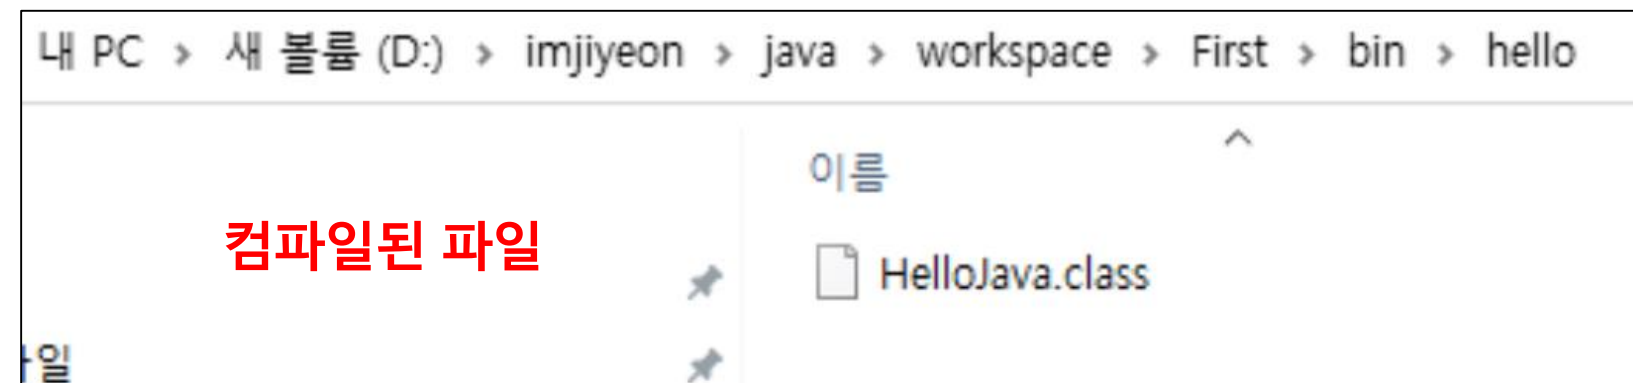 내 PC > 새 볼륨 (D:) > imjiyeon > java > workspace > First > bin > hello
이름
컴파일된 파일
HelloJava.class
일